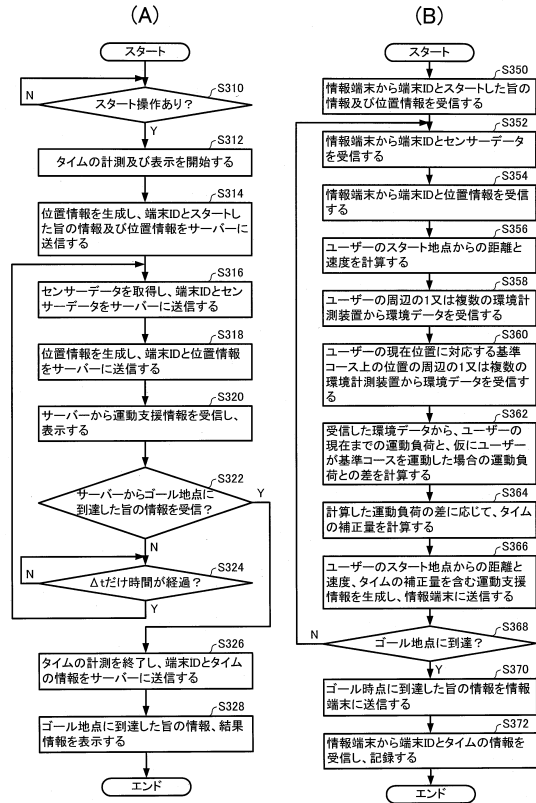 (A)
スタート
S310
スタート操作あり?
N
Y
S312
タイムの計測及び表示を開始する
S314
位置情報を生成し、端末IDとスタートし
た旨の情報及び位置情報をサーバーに
送信する
S316
センサーデータを取得し、端末IDとセン
サーデータをサーバーに送信する
S318
位置情報を生成し、端末IDと位置情報
をサーバーに送信する
S320
サーバーから運動支援情報を受信し、
表示する
S322
サーバーからゴール地点に
到達した旨の情報を受信?
Y
N
S324
Δtだけ時間が経過?
N
Y
S326
タイムの計測を終了し、端末IDとタイム
の情報をサーバーに送信する
S328
ゴール地点に到達した旨の情報、結果
情報を表示する
エンド
(B)
スタート
S350
情報端末から端末IDとスタートした旨の
情報及び位置情報を受信する
S352
情報端末から端末IDとセンサーデータ
を受信する
S354
情報端末から端末IDと位置情報を受信
する
S356
ユーザーのスタート地点からの距離と
速度を計算する
S358
ユーザーの周辺の1又は複数の環境計
測装置から環境データを受信する
S360
ユーザーの現在位置に対応する基準
コース上の位置の周辺の1又は複数の
環境計測装置から環境データを受信す
る
S362
受信した環境データから、ユーザーの
現在までの運動負荷と、仮にユーザー
が基準コースを運動した場合の運動負
荷との差を計算する
S364
計算した運動負荷の差に応じて、タイム
の補正量を計算する
S366
ユーザーのスタート地点からの距離と
速度、タイムの補正量を含む運動支援
情報を生成し、情報端末に送信する
S368
ゴール地点に到達?
N
Y
S370
ゴール時点に到達した旨の情報を情報
端末に送信する
S372
情報端末から端末IDとタイムの情報を
受信し、記録する
エンド